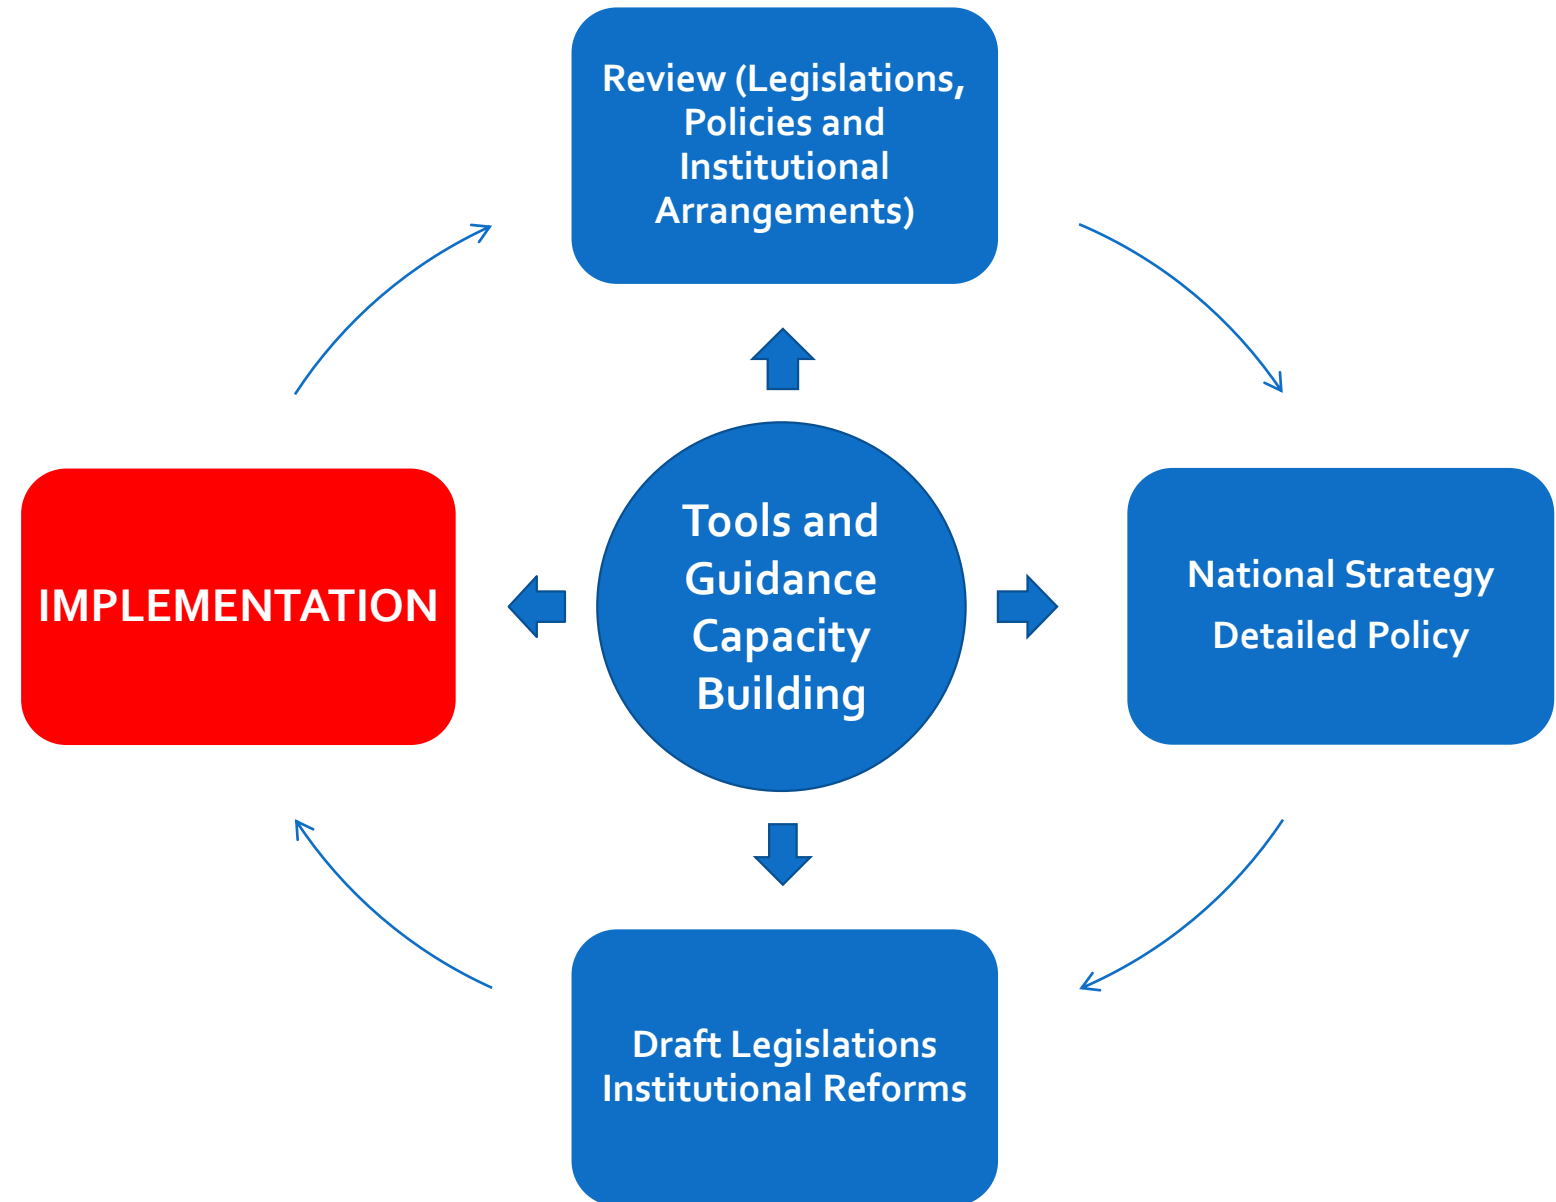 Review (Legislations,
Policies and
Institutional
Arrangements)
IMPLEMENTATION
Tools and
Guidance
Capacity
Building
National Strategy
Detailed Policy
Draft Legislations
Institutional Reforms